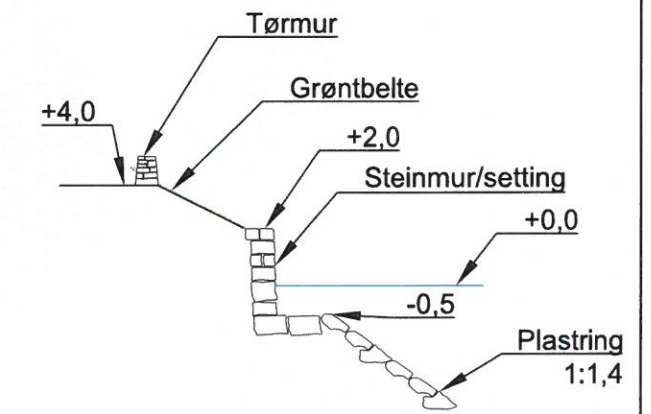 Tørmur
Grøntbelte
+4,0
+2,0
Steinmur/setting
+0,0
-0,5
Plastring
1:1,4